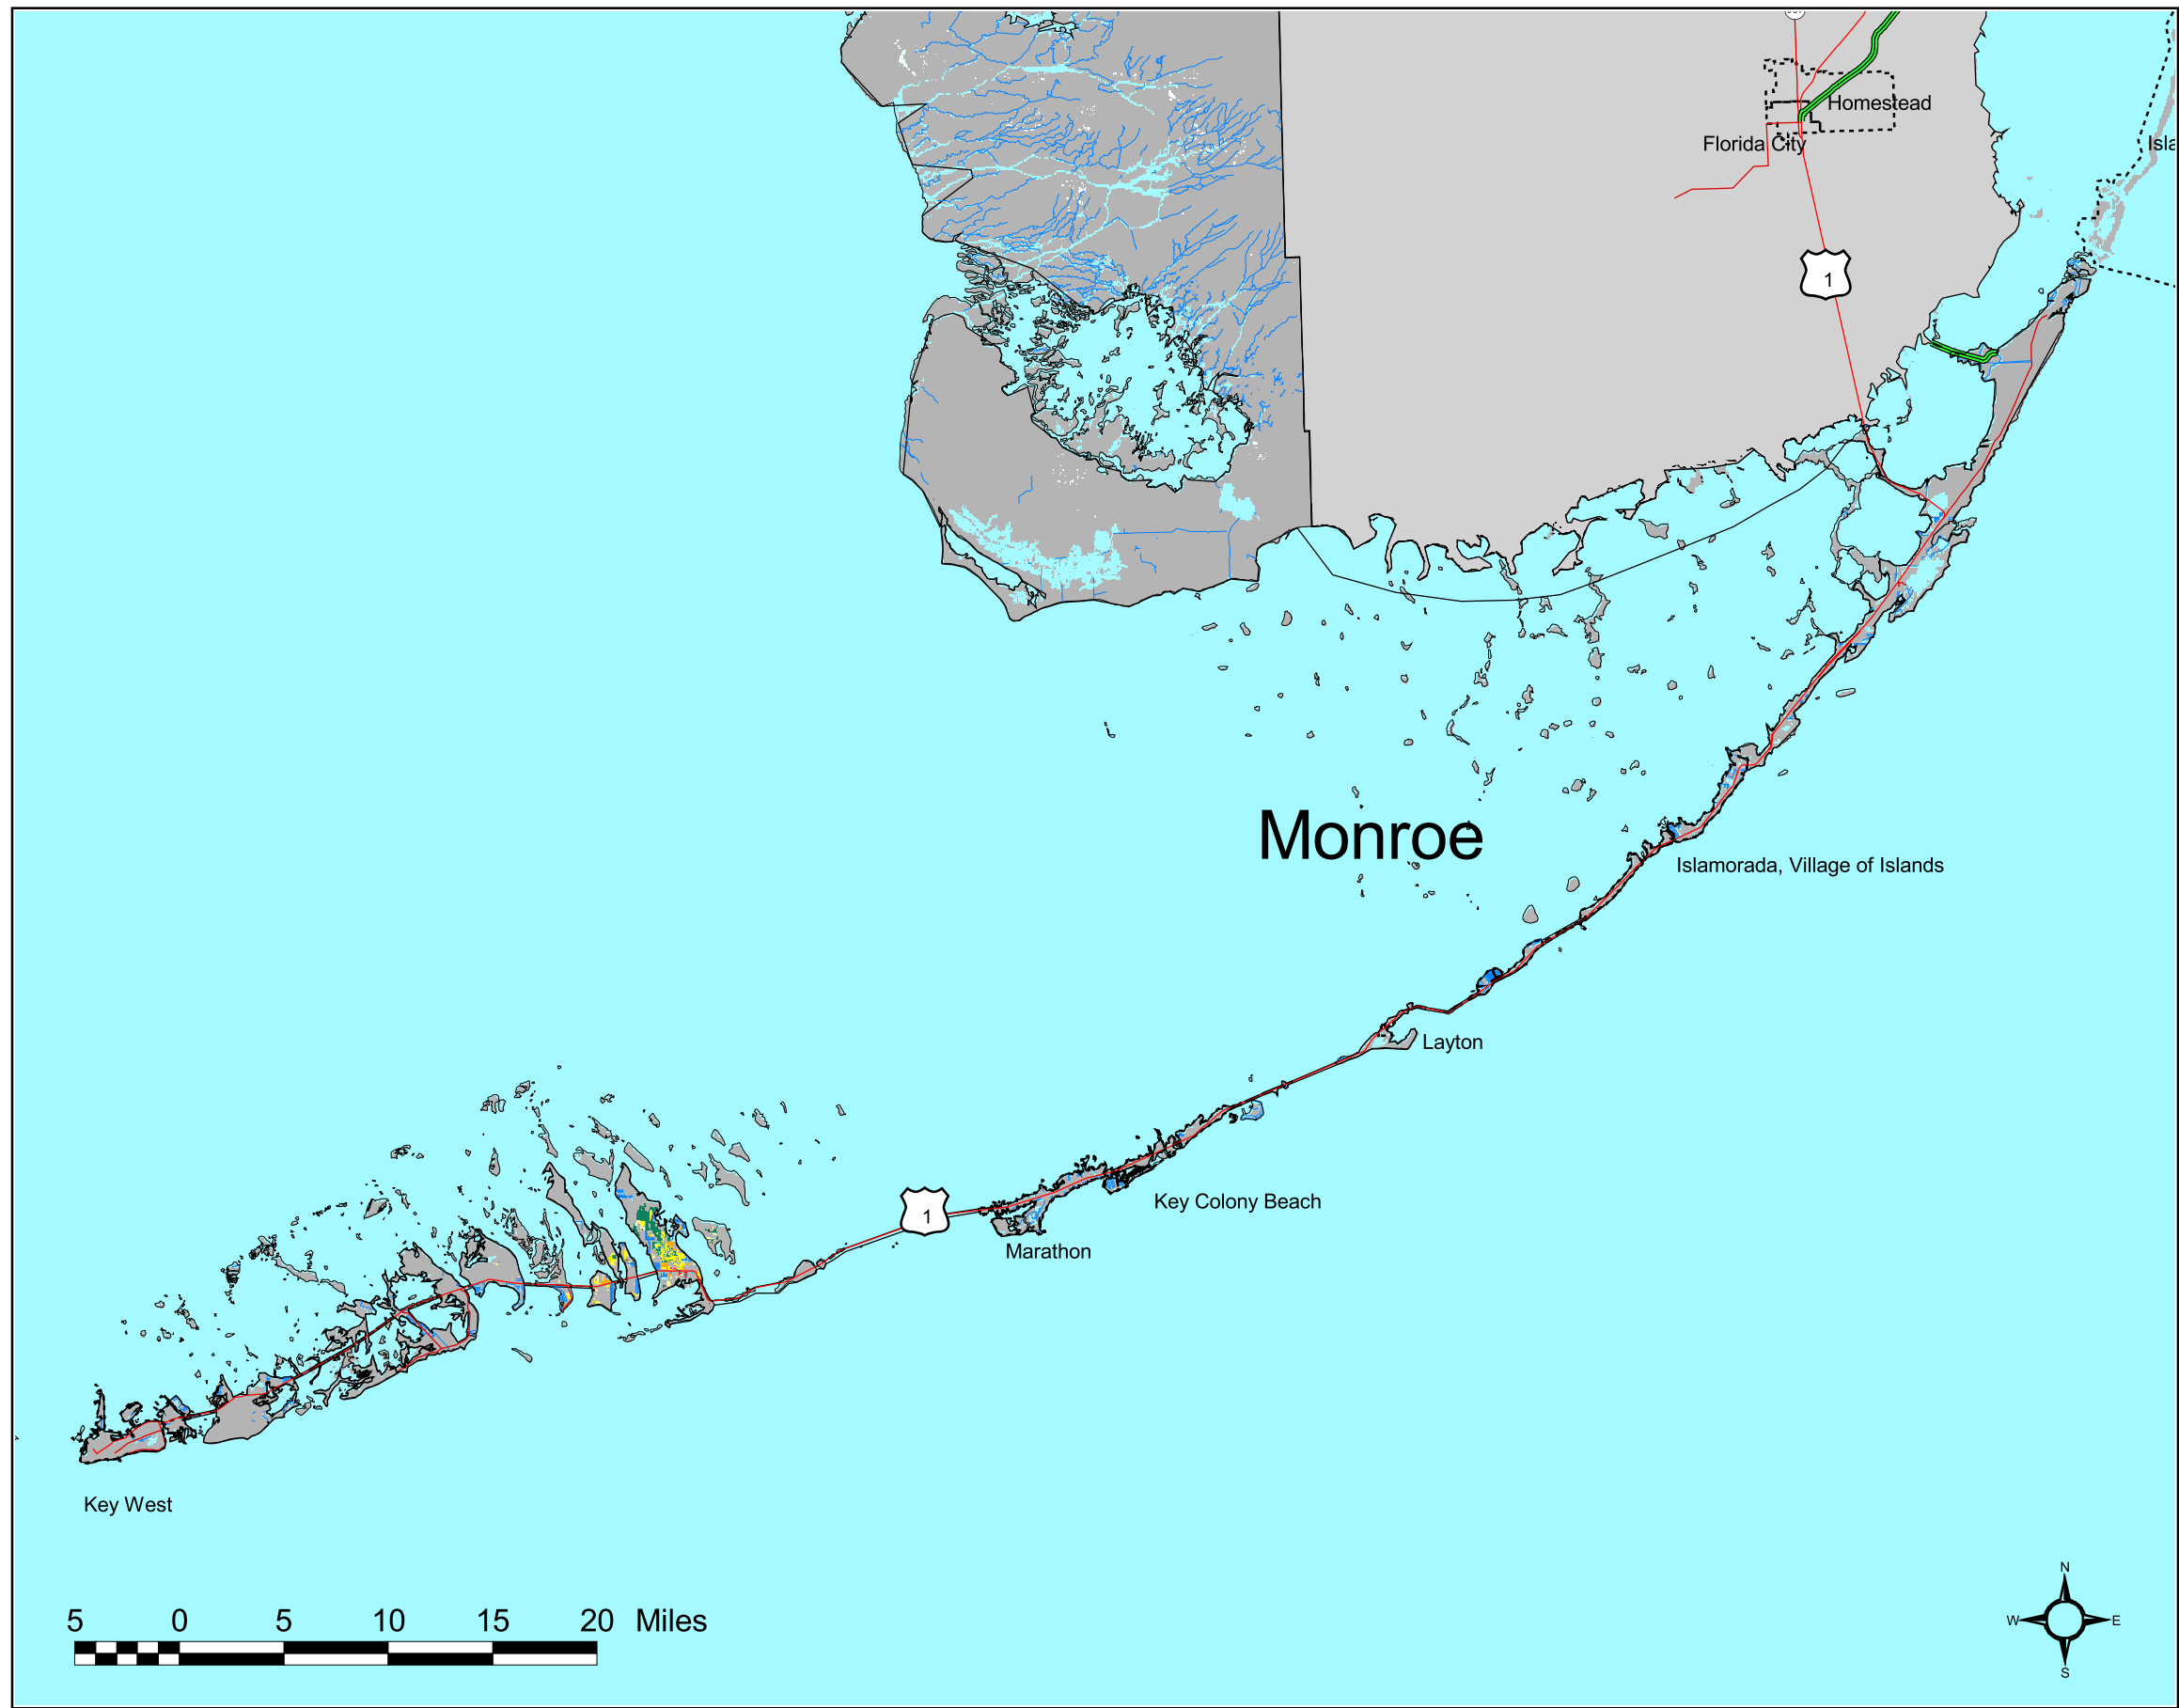 Homestead
Florida City
Isla
1
Monroe
Islamorada, Village of Islands
Layton
Key Colony Beach
1
Marathon
Key West
N
W E
S
5 0 5 10 15 20 Miles